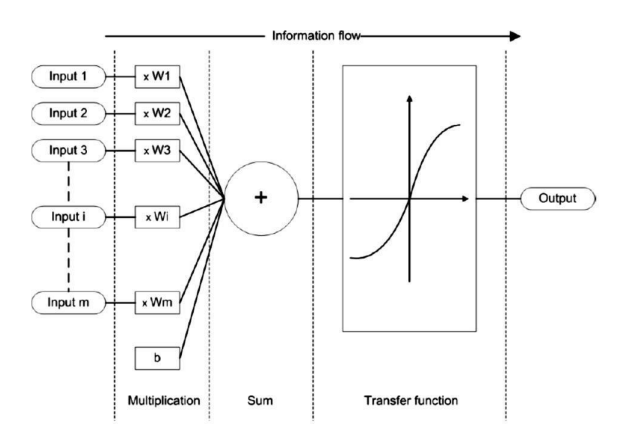 Information flow
Input 1
x W1
Input 2
x W2
Input 3
x W3
Input i
x Wi
+
Output
Input m
x Wm
b
Multiplication
Sum
Transfer function